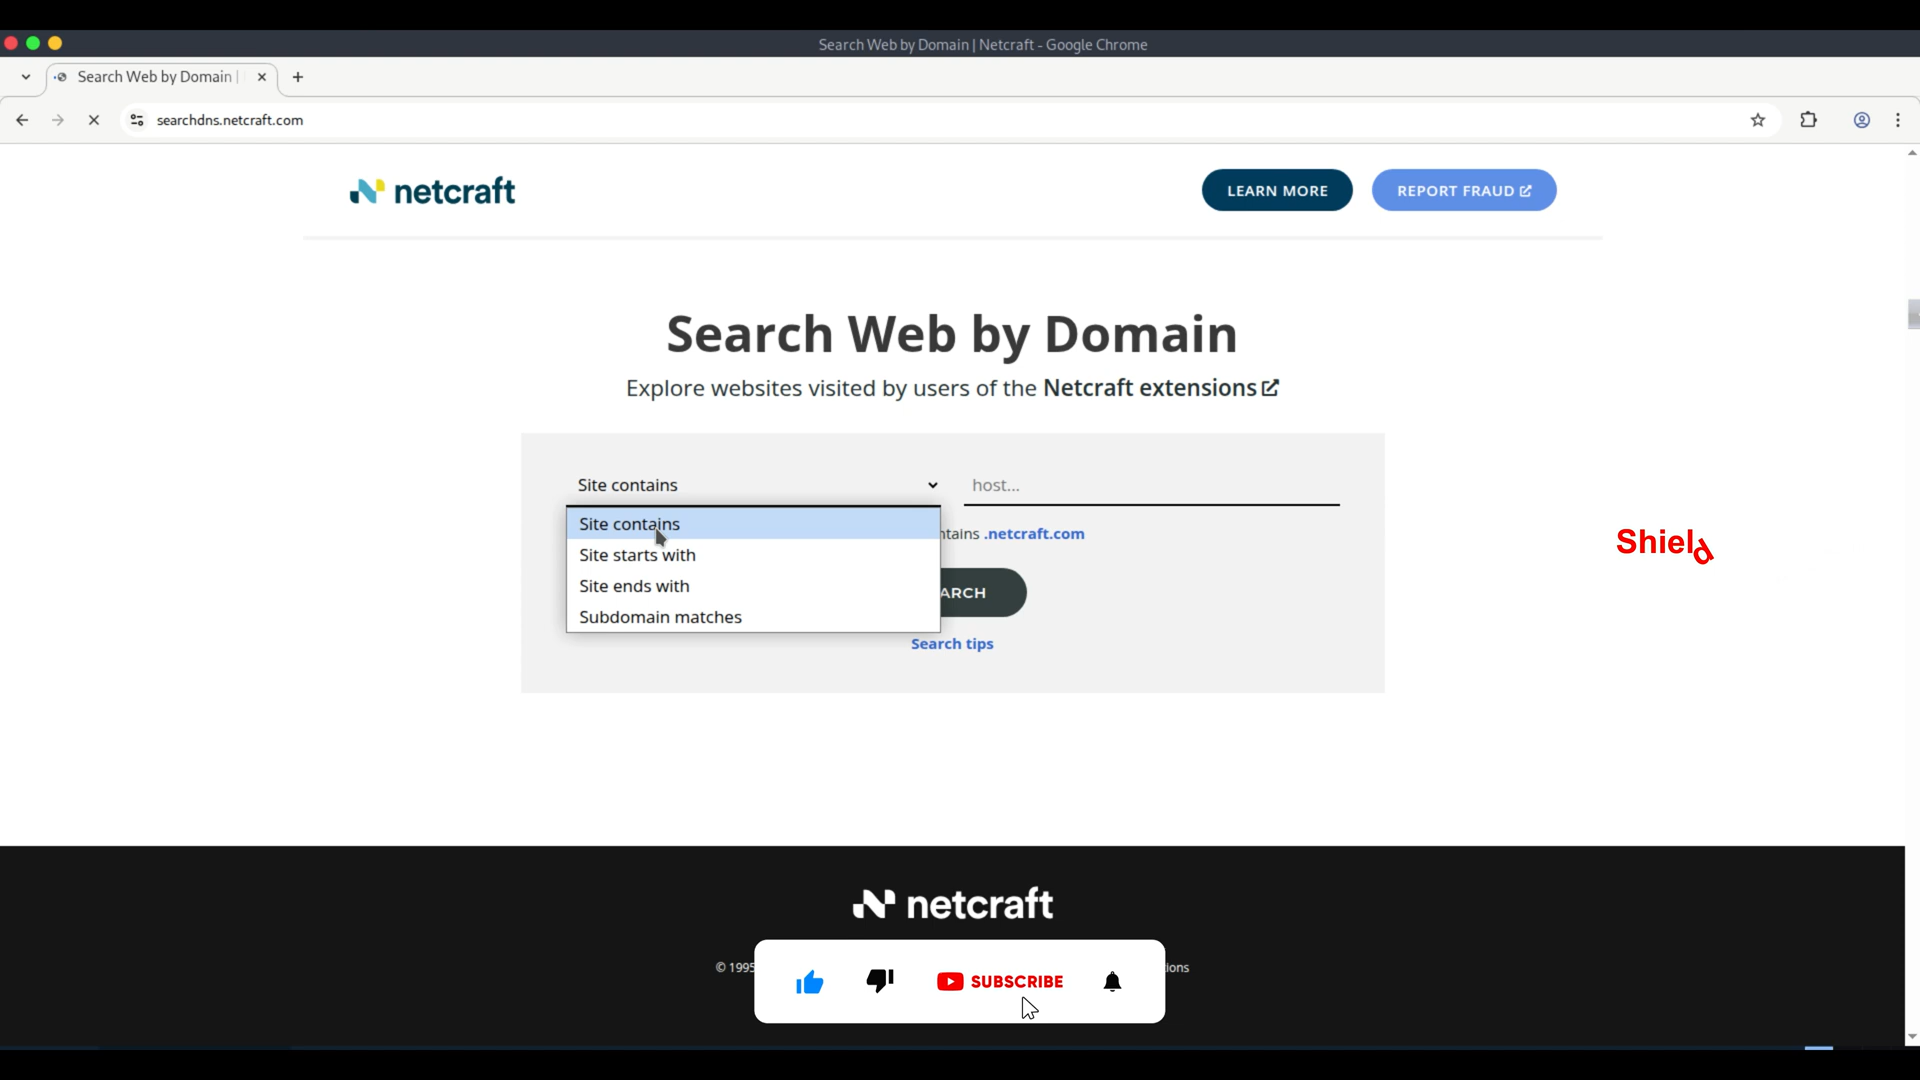 Search Web by Domain | Netcraft - Google Chrome
Search Web by Domain |
searchdns.netcraft.com
netcraft
LEARN MORE
REPORT FRAUD
Search Web by Domain
Explore websites visited by users of the Netcraft extensions
Site contains
host...
Site contains
Site starts with
Site ends with
Subdomain matches
ntains .netcraft.com
ARCH
Search tips
Shield
netcraft
© 1995
ions
SUBSCRIBE